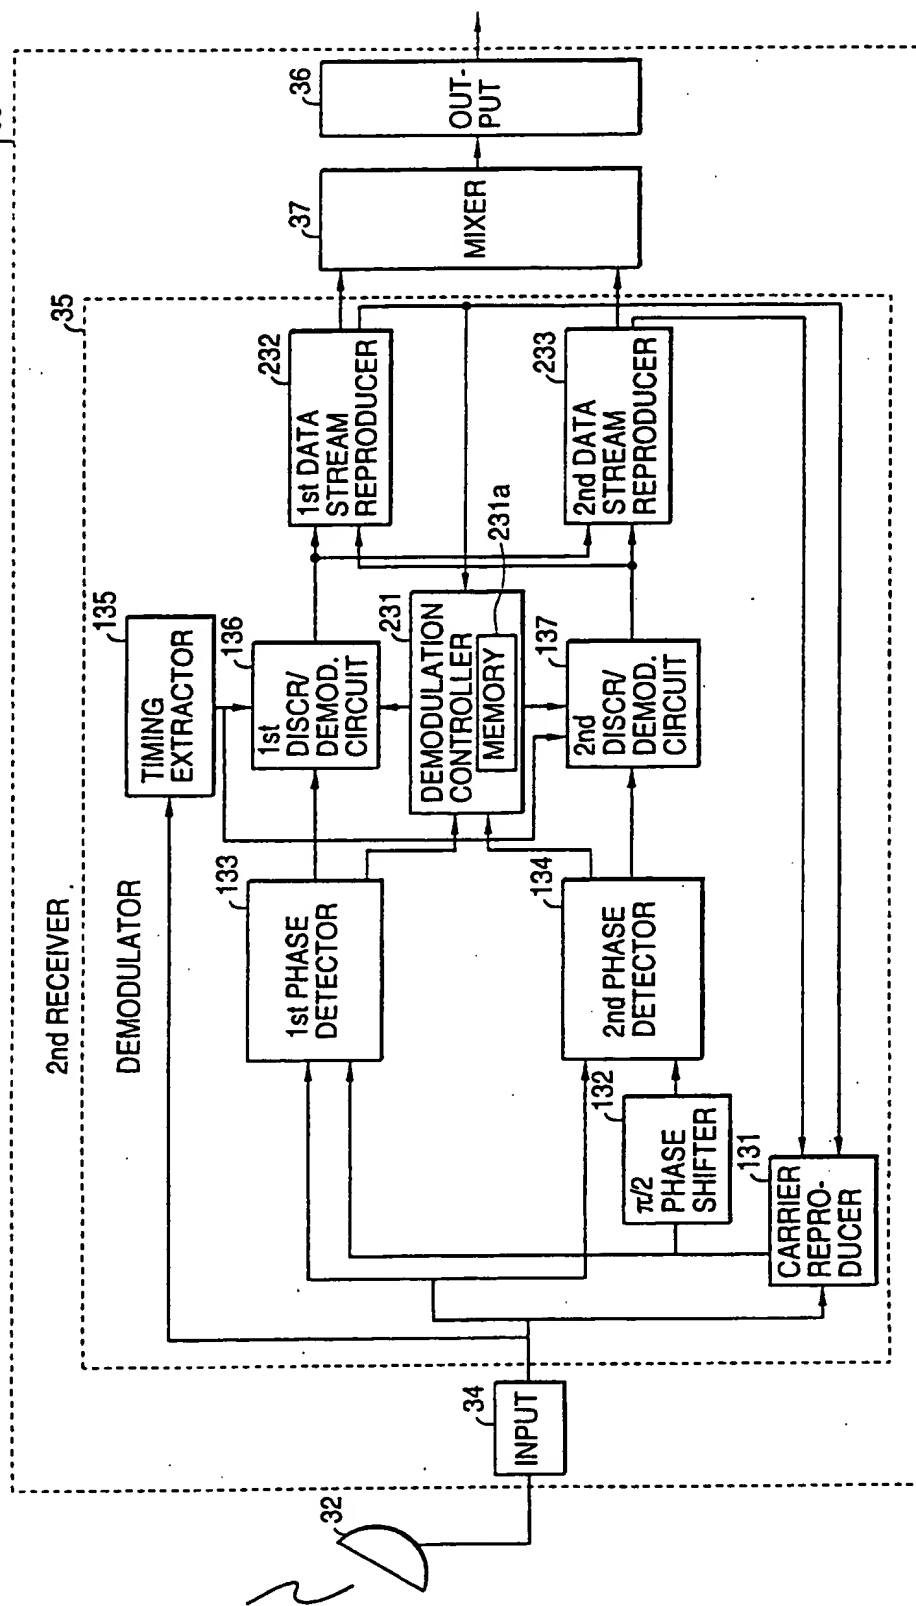 2nd RECEIVER
DEMODULATOR
35
32
34
INPUT
135
TIMING
EXTRACTOR
133
1st PHASE
DETECTOR
136
1st
DISCR/
DEMOD.
CIRCUIT
232
1st DATA
STREAM
REPRODUCER
37
MIXER
36
OUT-
PUT
231
DEMODULATION
CONTROLLER
MEMORY
231a
134
2nd PHASE
DETECTOR
137
2nd
DISCR/
DEMOD.
CIRCUIT
233
2nd DATA
STREAM
REPRODUCER
132
π/2
PHASE
SHIFTER
131
CARRIER
REPRO-
DUCER